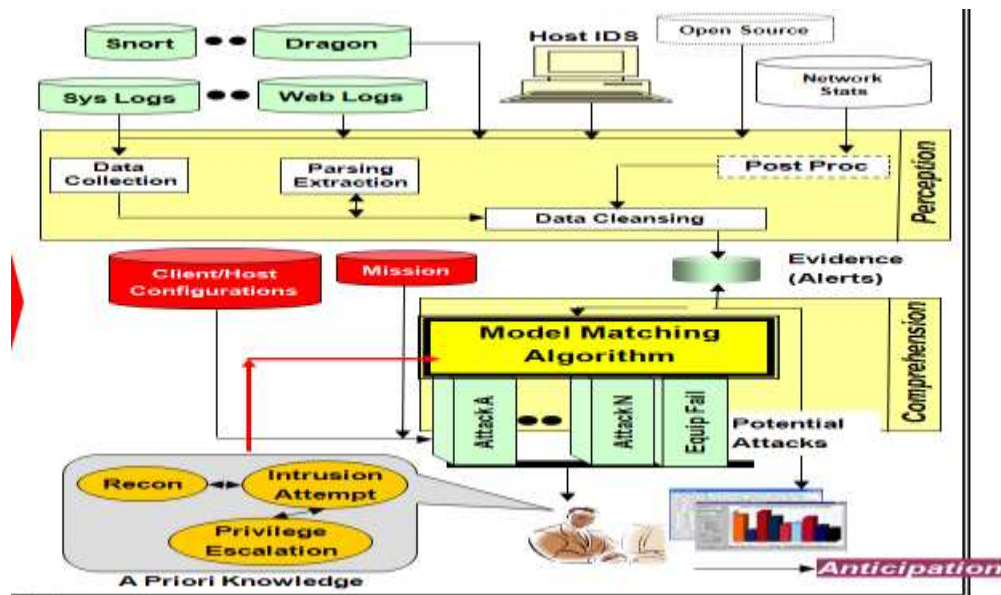 Snort
Dragon
Host IDS
Open Source
Sys Logs
Web Logs
Network
Stats
Data
Collection
Parsing
Extraction
Post Proc
Data Cleansing
Perception
Client/Host
Configurations
Mission
Evidence
(Alerts)
Model Matching
Algorithm
Comprehension
Attack A
Attack N
Equip Fail
Potential
Attacks
Recon
Intrusion
Attempt
Privilege
Escalation
A Priori Knowledge
Anticipation